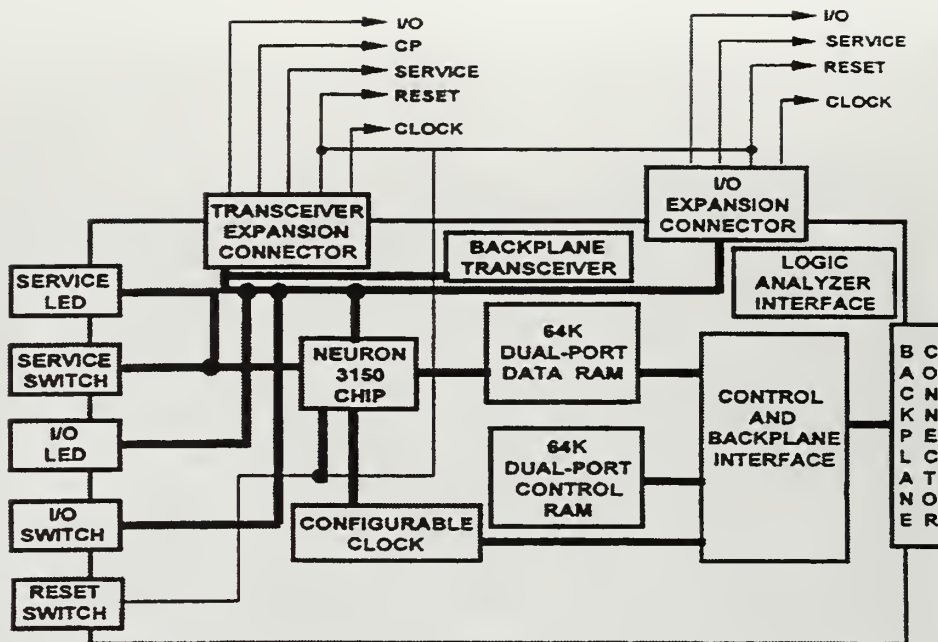 I/O
CP
SERVICE
RESET
CLOCK
I/O
SERVICE
RESET
CLOCK
TRANSCEIVER
EXPANSION
CONNECTOR
I/O
EXPANSION
CONNECTOR
BACKPLANE
TRANSCEIVER
LOGIC
ANALYZER
INTERFACE
SERVICE
LED
SERVICE
SWITCH
I/O
LED
I/O
SWITCH
RESET
SWITCH
NEURON
3150
CHIP
64K
DUAL-PORT
DATA RAM
64K
DUAL-PORT
CONTROL
RAM
CONFIGURABLE
CLOCK
CONTROL
AND
BACKPLANE
INTERFACE
BACKPLANE
CONNECTOR